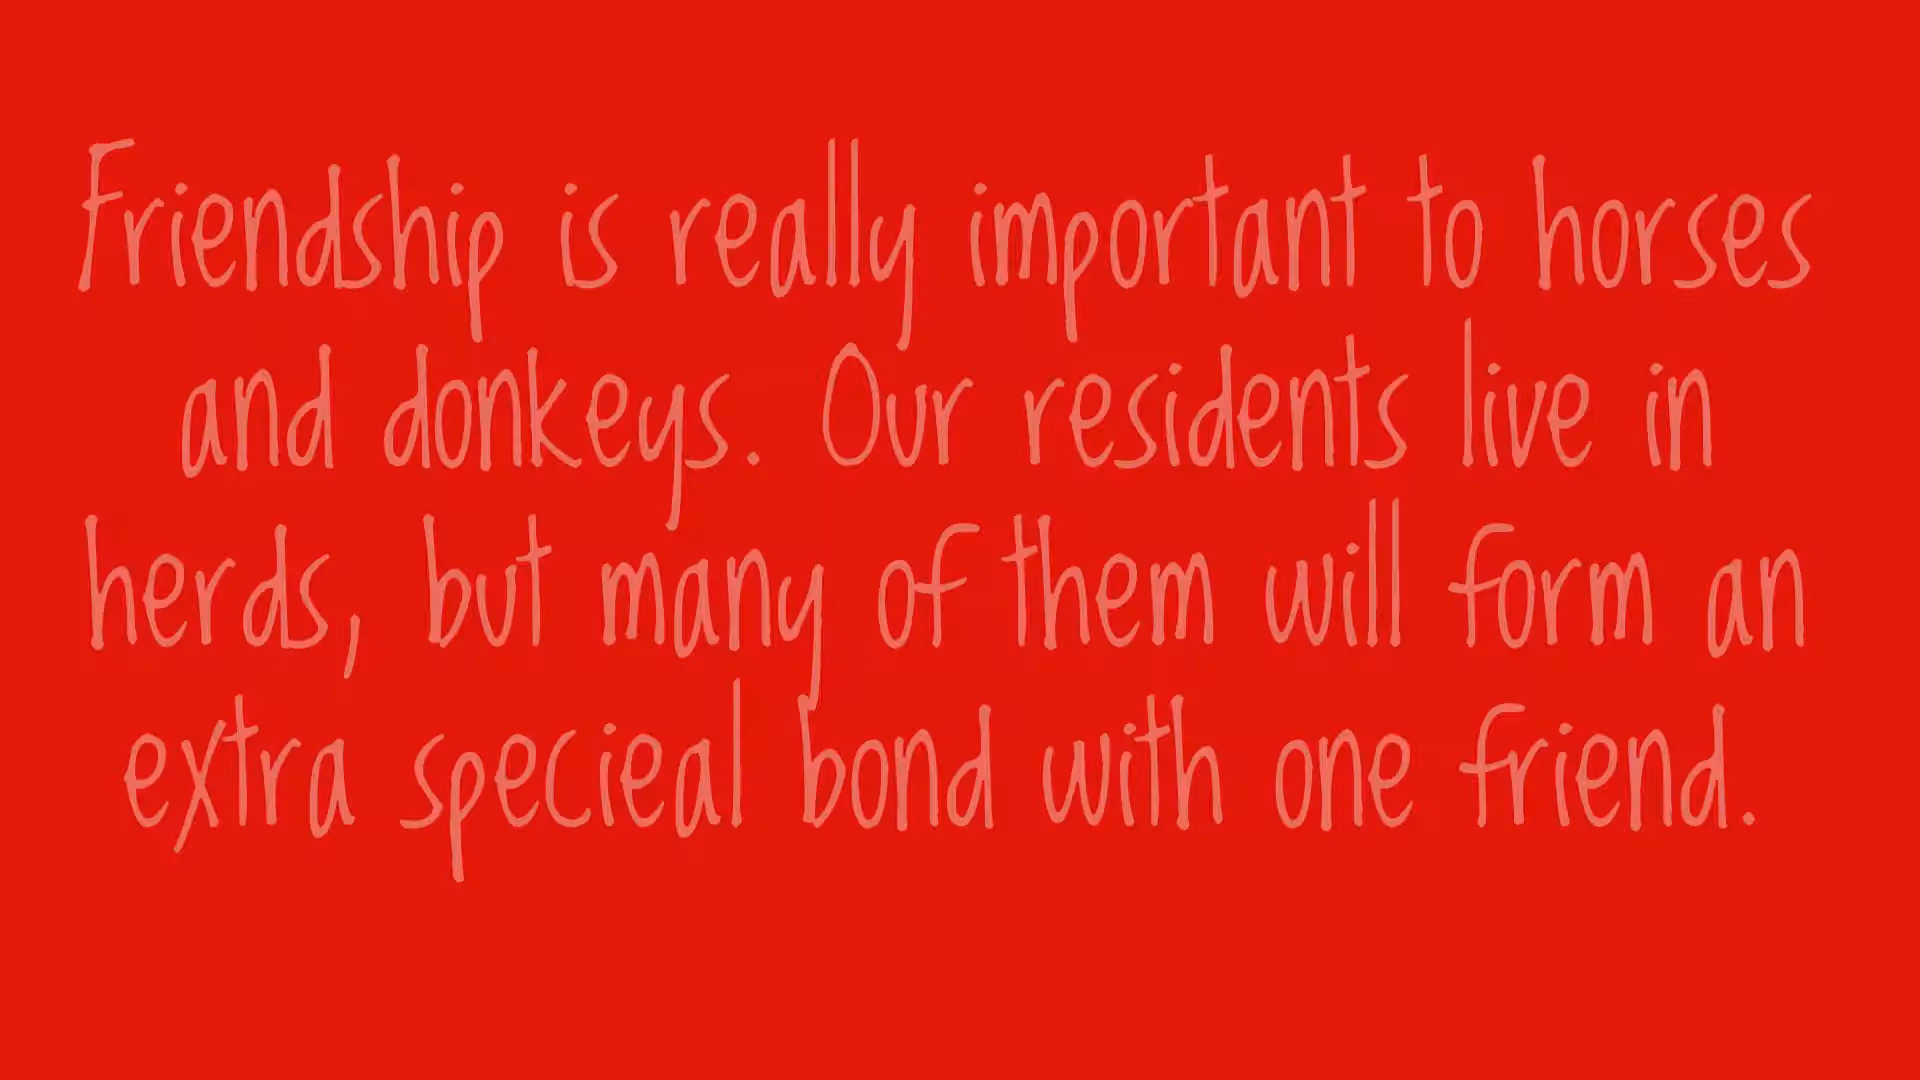 Friendship is really important to horses
and donkeys. Our residents live in
herds, but many of them will form an
extra specieal bond with one friend.